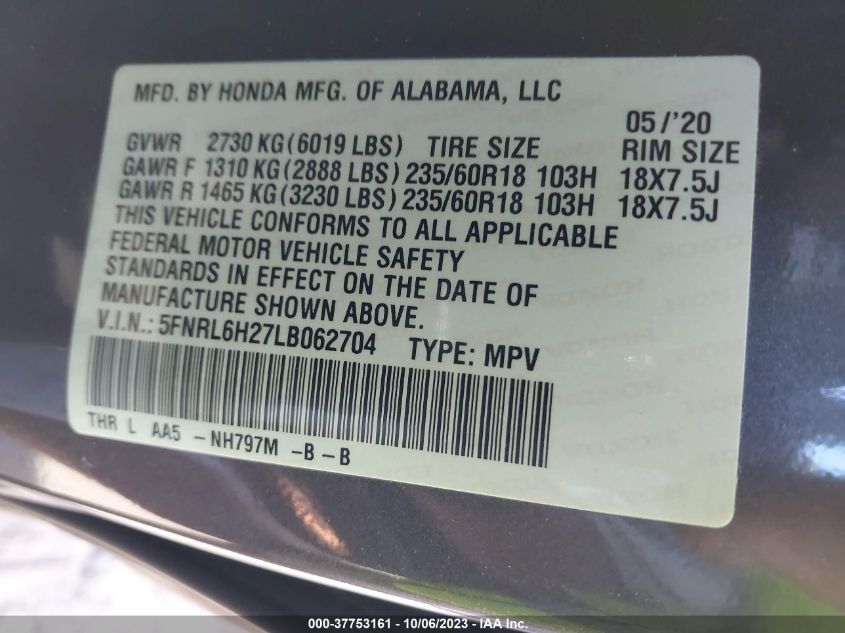 MFD. BY HONDA MFG. OF ALABAMA, LLC
05/'20
GVWR 2730 KG(6019 LBS) TIRE SIZE RIM SIZE
GAWR F 1310 KG(2888 LBS) 235/60R18 103H 18X7.5J
GAWR R 1465 KG(3230 LBS) 235/60R18 103H 18X7.5J
THIS VEHICLE CONFORMS TO ALL APPLICABLE
FEDERAL MOTOR VEHICLE SAFETY
STANDARDS IN EFFECT ON THE DATE OF
MANUFACTURE SHOWN ABOVE.
V.I.N.: 5FNRL6H27LB062704 TYPE: MPV
THR L AA5 -NH797M -B-B
000-37753161 - 10/06/2023 - IAA Inc.